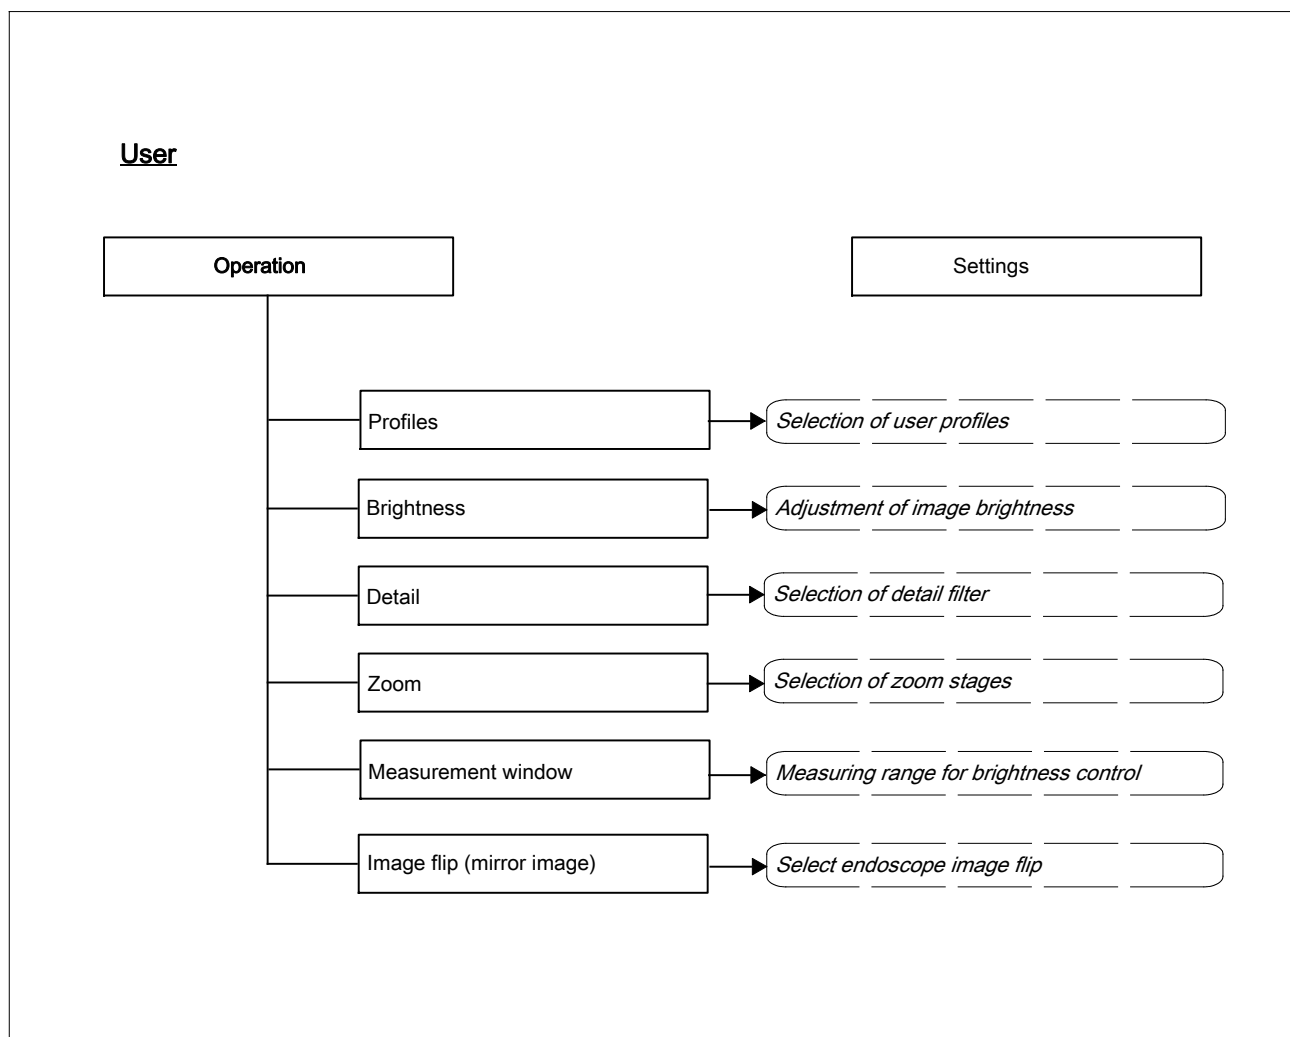 User
Operation
Settings
Profiles
Selection of user profiles
Brightness
Adjustment of image brightness
Detail
Selection of detail filter
Zoom
Selection of zoom stages
Measurement window
Measuring range for brightness control
Image flip (mirror image)
Select endoscope image flip